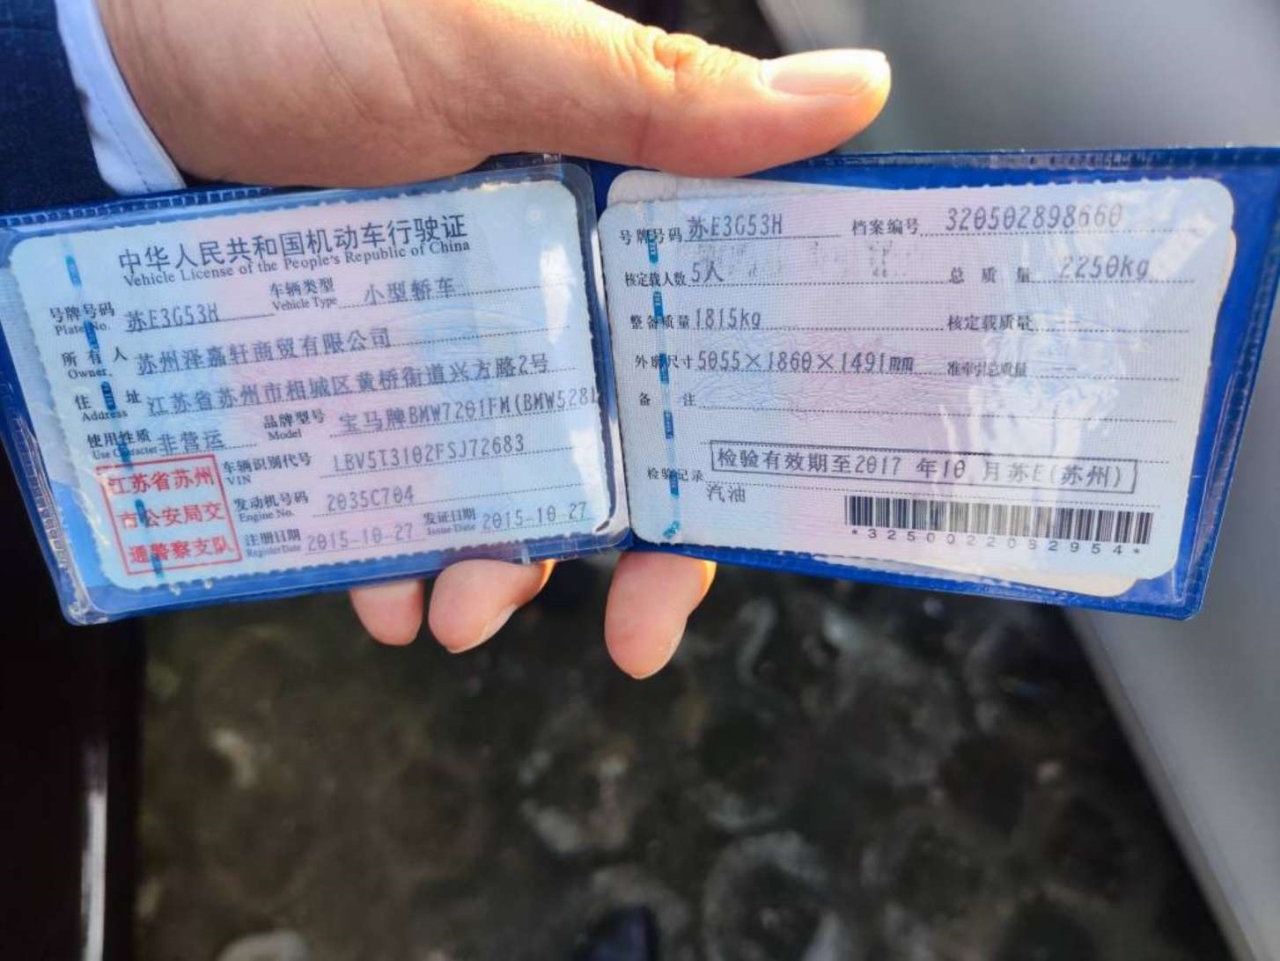 中华人民共和国机动车行驶证
Vehicle License of the People's Republic of China
号牌号码 苏E3G53H 车辆类型 小型轿车
Plate No. Vehicle Type
所有人 苏州泽嘉轩商贸有限公司
Owner
住址 江苏省苏州市相城区黄桥街道兴方路2号
Address
使用性质 非营运 品牌型号 宝马牌BMW7201FM(BMW528l
Use Character Model
江苏省苏州
市公安局交
通警察支队
车辆识别代号 LBV5T3102FSJ72683
VIN
发动机号码 2035C704
Engine No.
注册日期 2015-10-27 发证日期 2015-10-27
Register Date Issue Date
号牌号码 苏E3G53H 档案编号 320502898660
核定载人数 5人 总质量 2250kg
整备质量 1815kg 核定载质量 --
外廓尺寸 5055×1860×1491mm 准牵引总质量 --
备注
检验有效期至2017 年10 月苏E(苏州)
检验记录
汽油
*3250022082954*